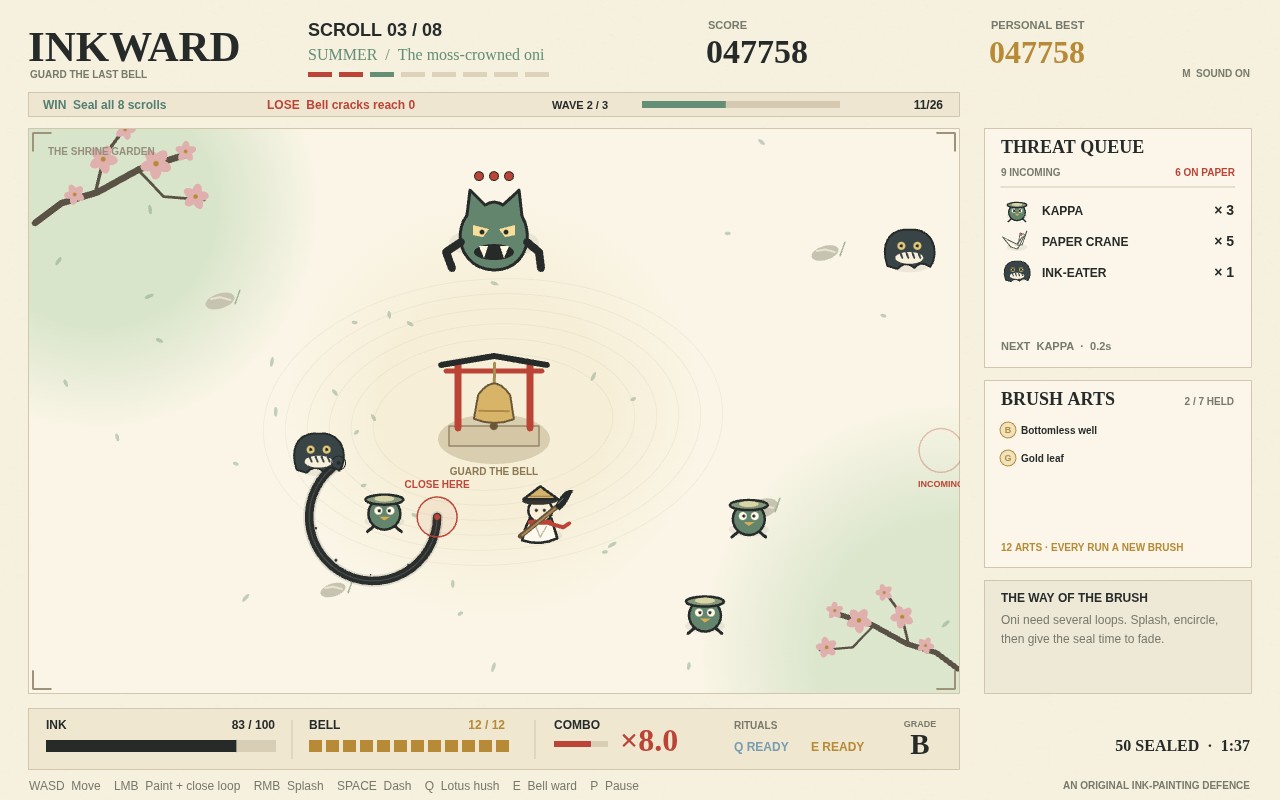 INKWARD
GUARD THE LAST BELL
SCROLL 03 / 08
SUMMER / The moss-crowned oni
SCORE
047758
PERSONAL BEST
047758
M SOUND ON
WIN Seal all 8 scrolls
LOSE Bell cracks reach 0
WAVE 2 / 3
11/26
THE SHRINE GARDEN
GUARD THE BELL
CLOSE HERE
INCOMING
THREAT QUEUE
9 INCOMING
6 ON PAPER
KAPPA × 3
PAPER CRANE × 5
INK-EATER × 1
NEXT KAPPA · 0.2s
BRUSH ARTS
2 / 7 HELD
B Bottomless well
G Gold leaf
12 ARTS · EVERY RUN A NEW BRUSH
THE WAY OF THE BRUSH
Oni need several loops. Splash, encircle,
then give the seal time to fade.
INK
83 / 100
BELL
12 / 12
COMBO
×8.0
RITUALS
Q READY E READY
GRADE
B
50 SEALED · 1:37
WASD Move LMB Paint + close loop RMB Splash SPACE Dash Q Lotus hush E Bell ward P Pause
AN ORIGINAL INK-PAINTING DEFENCE